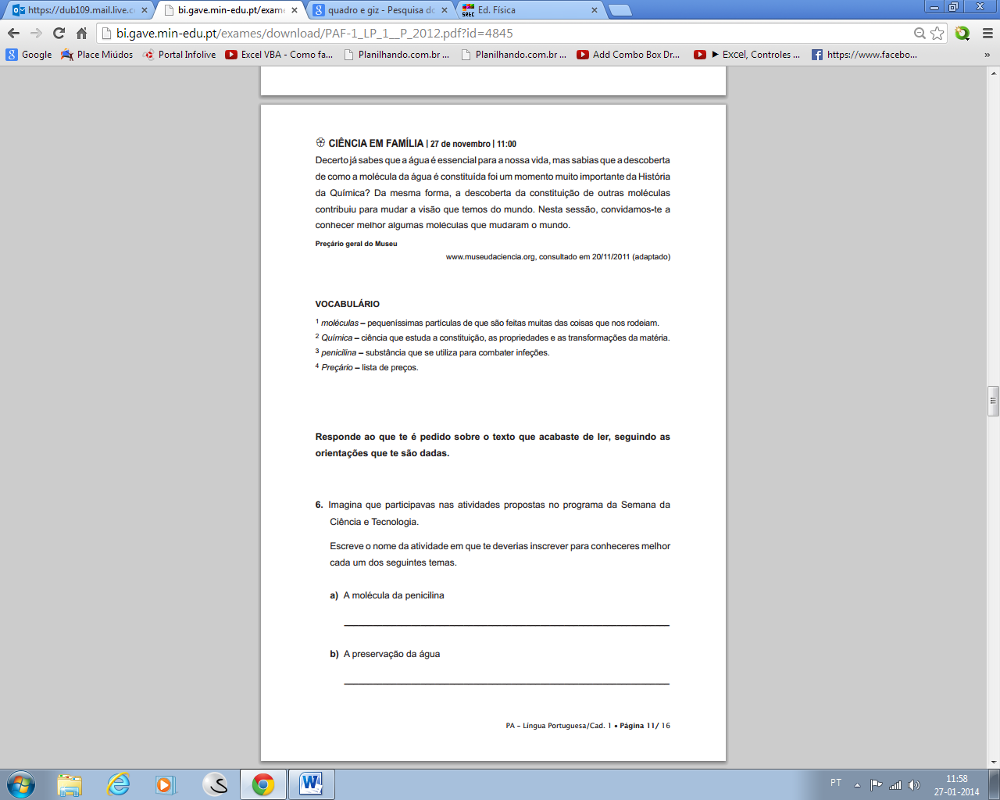 https://dub109.mail.live.c
bi.gave.min-edu.pt/exame
quadro e giz - Pesquisa do
Ed. Física
bi.gave.min-edu.pt/exames/download/PAF-1_LP_1__P_2012.pdf?id=4845
Google
Place Miúdos
Portal Infolive
Excel VBA - Como fa...
Planilhando.com.br ...
Planilhando.com.br ...
Add Combo Box Dr...
► Excel, Controles ...
https://www.facebo...
»
CIÊNCIA EM FAMÍLIA | 27 de novembro | 11:00
Decerto já sabes que a água é essencial para a nossa vida, mas sabias que a descoberta
de como a molécula da água é constituída foi um momento muito importante da História
da Química? Da mesma forma, a descoberta da constituição de outras moléculas
contribuiu para mudar a visão que temos do mundo. Nesta sessão, convidamos-te a
conhecer melhor algumas moléculas que mudaram o mundo.
Preçário geral do Museu
www.museudaciencia.org, consultado em 20/11/2011 (adaptado)
VOCABULÁRIO
1 moléculas – pequeníssimas partículas de que são feitas muitas das coisas que nos rodeiam.
2 Química – ciência que estuda a constituição, as propriedades e as transformações da matéria.
3 penicilina – substância que se utiliza para combater infeções.
4 Preçário – lista de preços.
Responde ao que te é pedido sobre o texto que acabaste de ler, seguindo as
orientações que te são dadas.
6. Imagina que participavas nas atividades propostas no programa da Semana da
Ciência e Tecnologia.
Escreve o nome da atividade em que te deverias inscrever para conheceres melhor
cada um dos seguintes temas.
a) A molécula da penicilina
b) A preservação da água
PA – Língua Portuguesa/Cad. 1 • Página 11/ 16
PT
11:58
27-01-2014